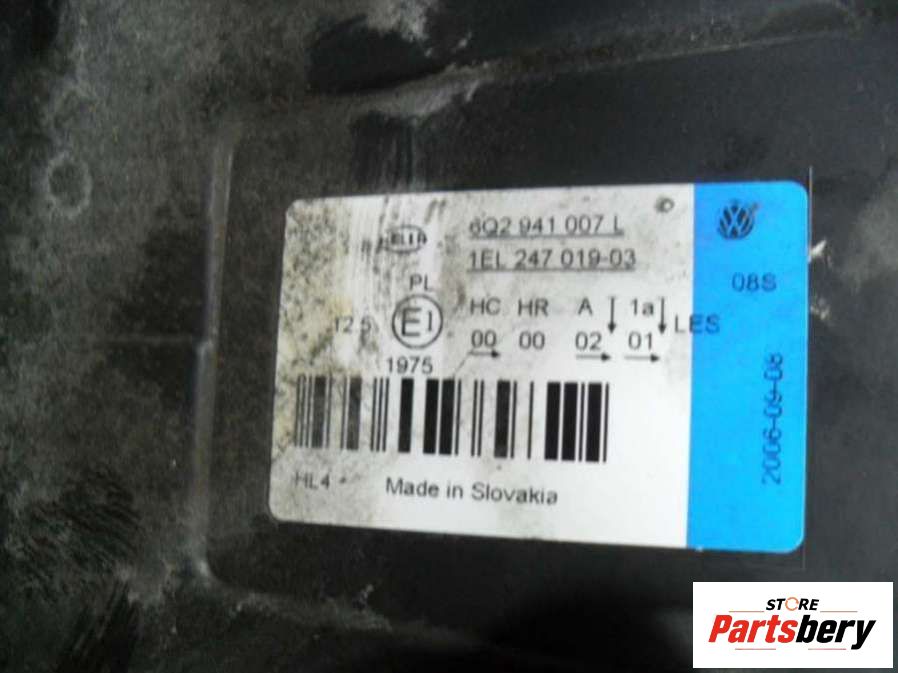 6Q2 941 007 L
1EL 247 019-03
08S
PL
HC HR A 1a
12.5 E1 LES
00 00 02 01
1975
2006-09-08
HL4
Made in Slovakia
STORE
Partsbery